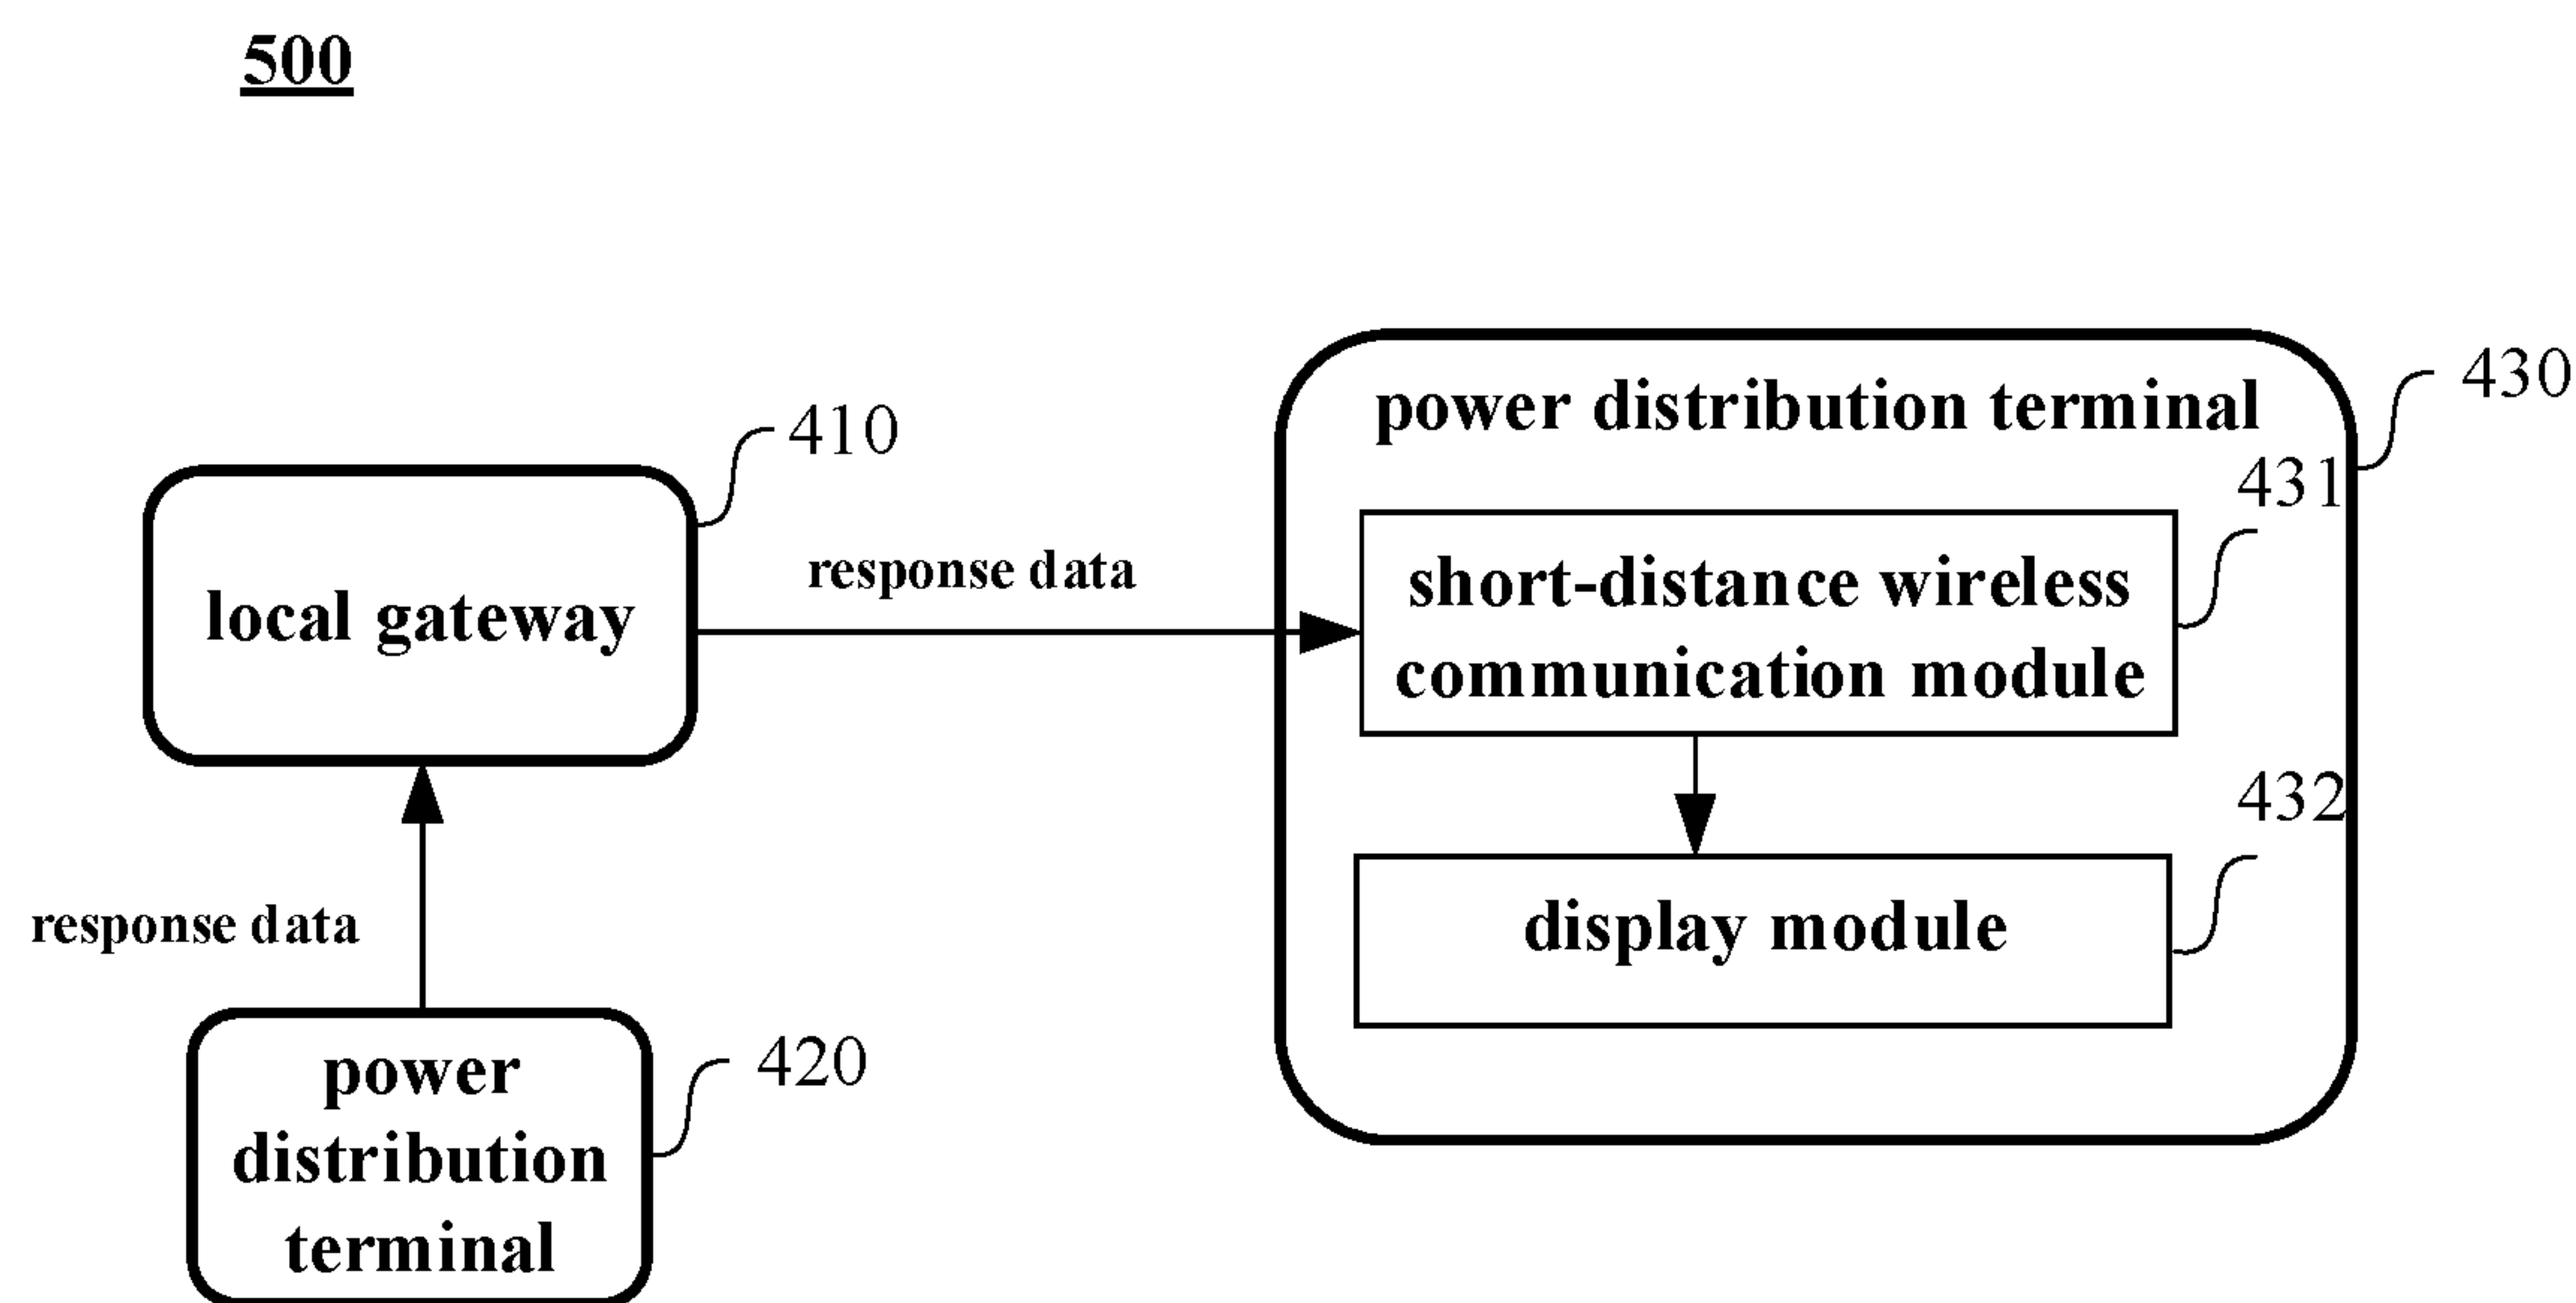 500
430
power distribution terminal
410
431
short-distance wireless
communication module
response data
local gateway
432
display module
response data
420
power
distribution
terminal